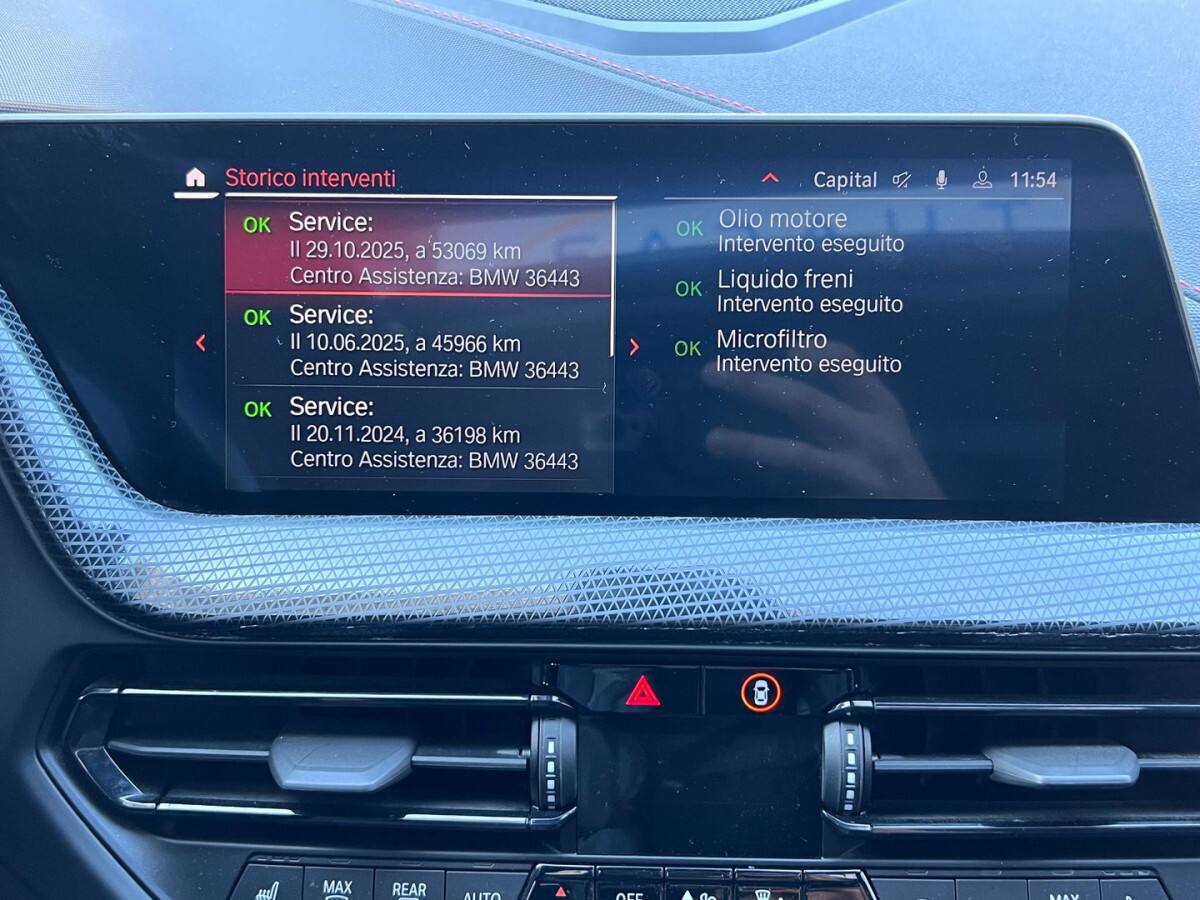 Storico interventi
Capital
11:54
OK Service:
Il 29.10.2025, a 53069 km
Centro Assistenza: BMW 36443
OK Service:
Il 10.06.2025, a 45966 km
Centro Assistenza: BMW 36443
OK Service:
Il 20.11.2024, a 36198 km
Centro Assistenza: BMW 36443
OK Olio motore
Intervento eseguito
OK Liquido freni
Intervento eseguito
OK Microfiltro
Intervento eseguito
MAX
REAR
AUTO
OFF
MAX